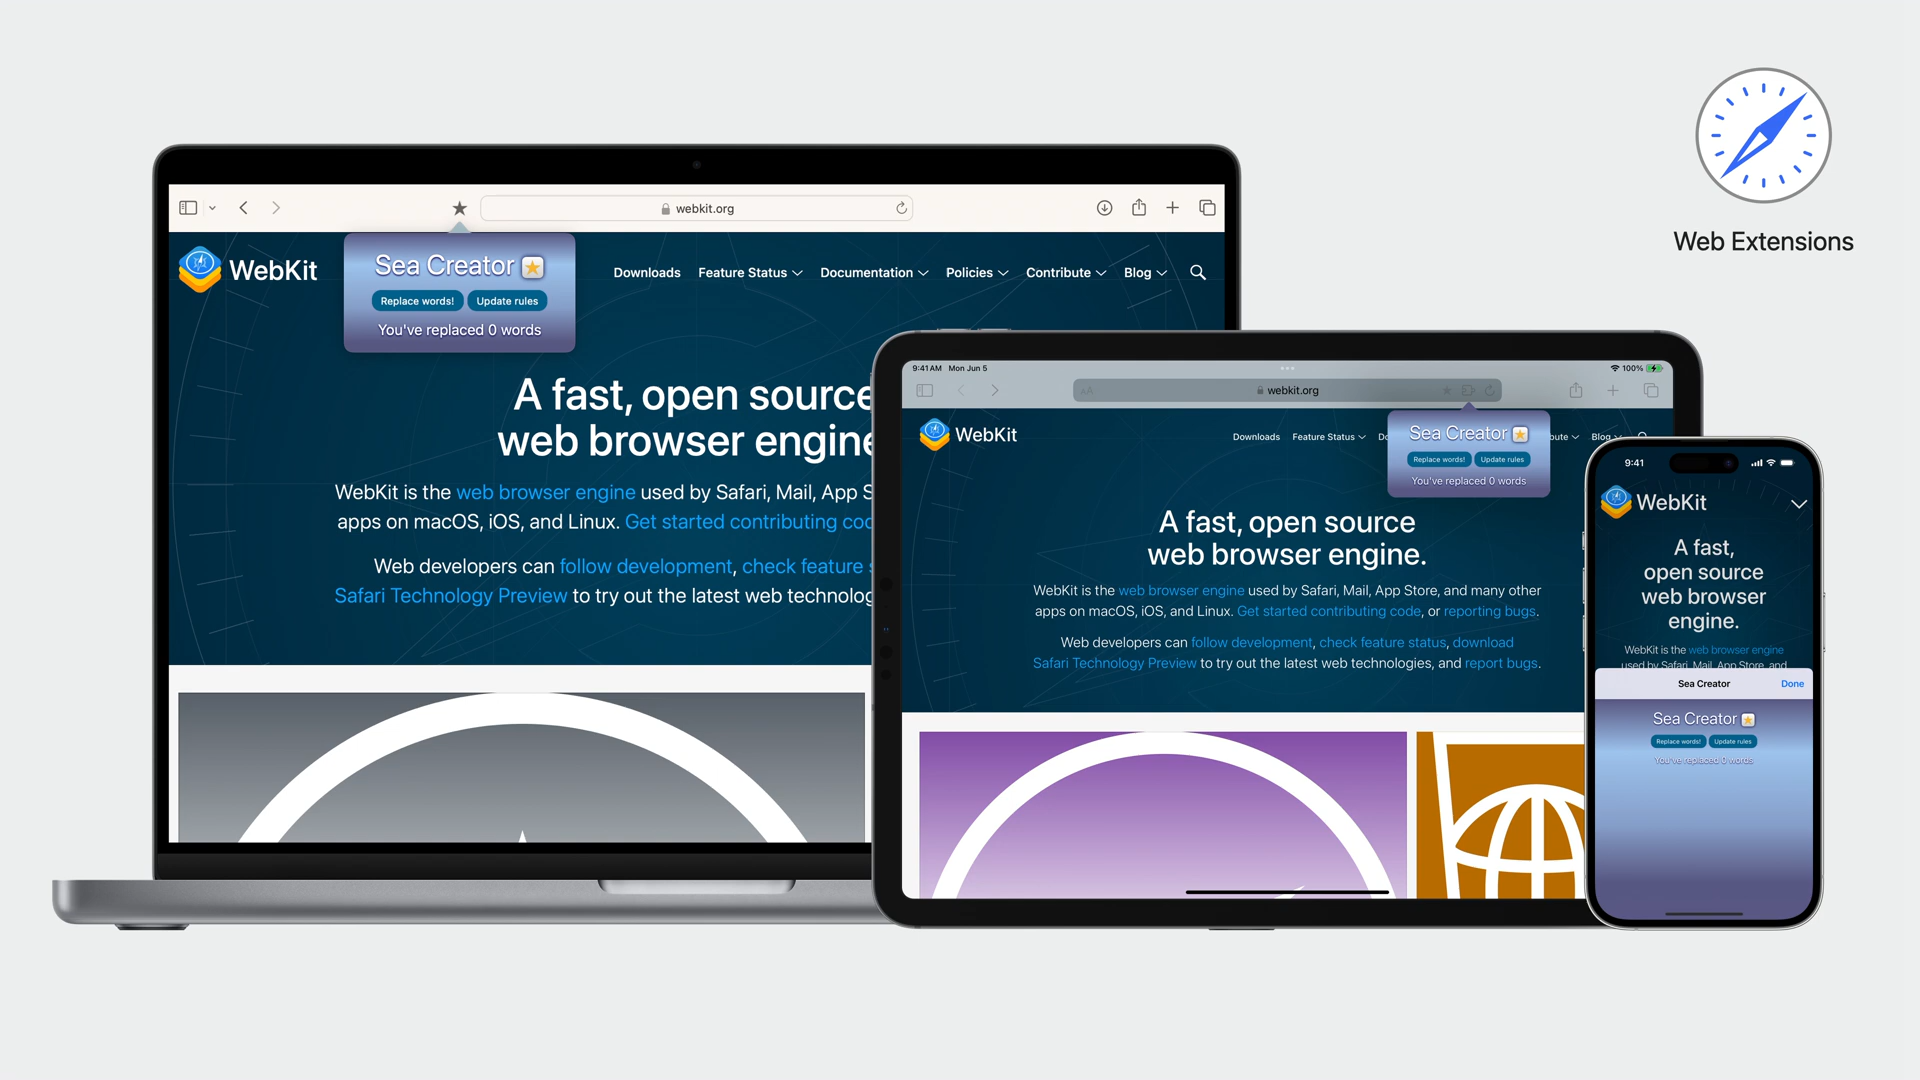 Web Extensions
webkit.org
WebKit
Sea Creator
Replace words! Update rules
You've replaced 0 words
Downloads Feature Status Documentation Policies Contribute Blog
A fast, open source
web browser engine
WebKit is the web browser engine used by Safari, Mail, App S
apps on macOS, iOS, and Linux. Get started contributing
Web developers can follow development, check feature
Safari Technology Preview to try out the latest web
9:41 AM Mon Jun 5
100%
AA
webkit.org
WebKit
Downloads Feature Status
Sea Creator
Blog
Replace words! Update rules
You've replaced 0 words
A fast, open source
web browser engine.
WebKit is the web browser engine used by Safari, Mail, App Store, and many other
apps on macOS, iOS, and Linux. Get started contributing code, or reporting bugs.
Web developers can follow development, check feature status, download
Safari Technology Preview to try out the latest web technologies, and report bugs.
9:41
WebKit
A fast,
open source
web browser
engine.
WebKit is the web browser engine
used by Safari, Mail, App Store, and
Sea Creator
Done
Sea Creator
Replace words! Update rules
You've replaced 0 words